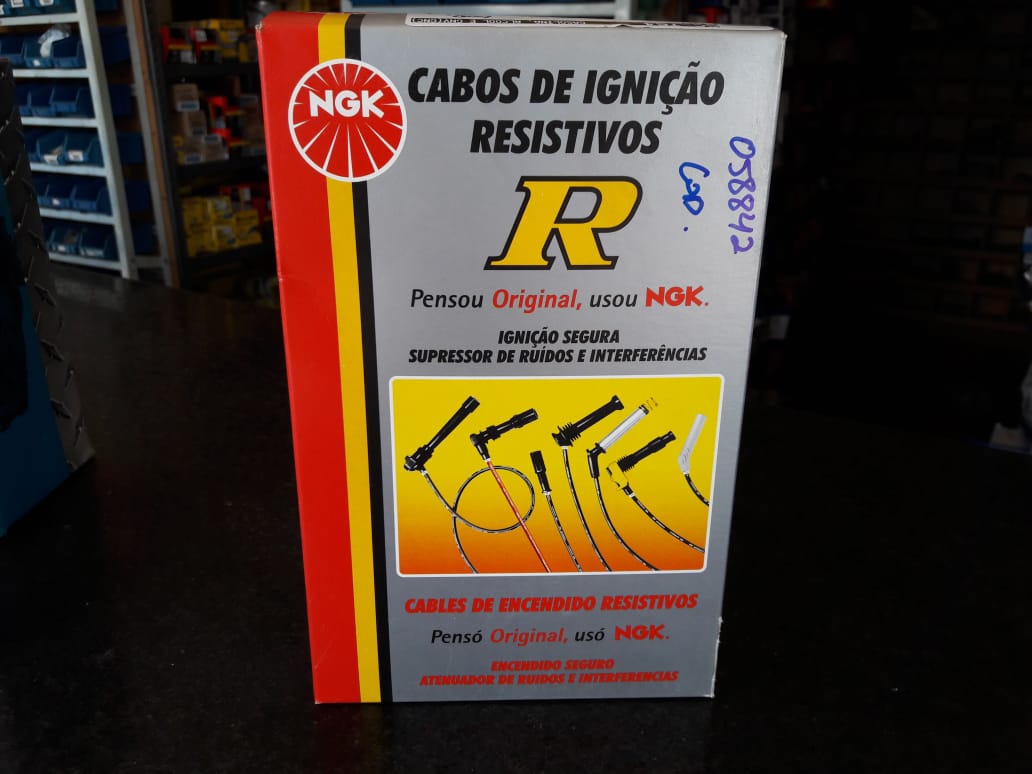 NGK
CABOS DE IGNIÇÃO
RESISTIVOS
R
Pensou Original, usou NGK.
IGNIÇÃO SEGURA
SUPRESSOR DE RUÍDOS E INTERFERÊNCIAS
CABLES DE ENCENDIDO RESISTIVOS
Pensó Original, usó NGK.
ENCENDIDO SEGURO
ATENUADOR DE RUIDOS E INTERFERENCIAS
058842